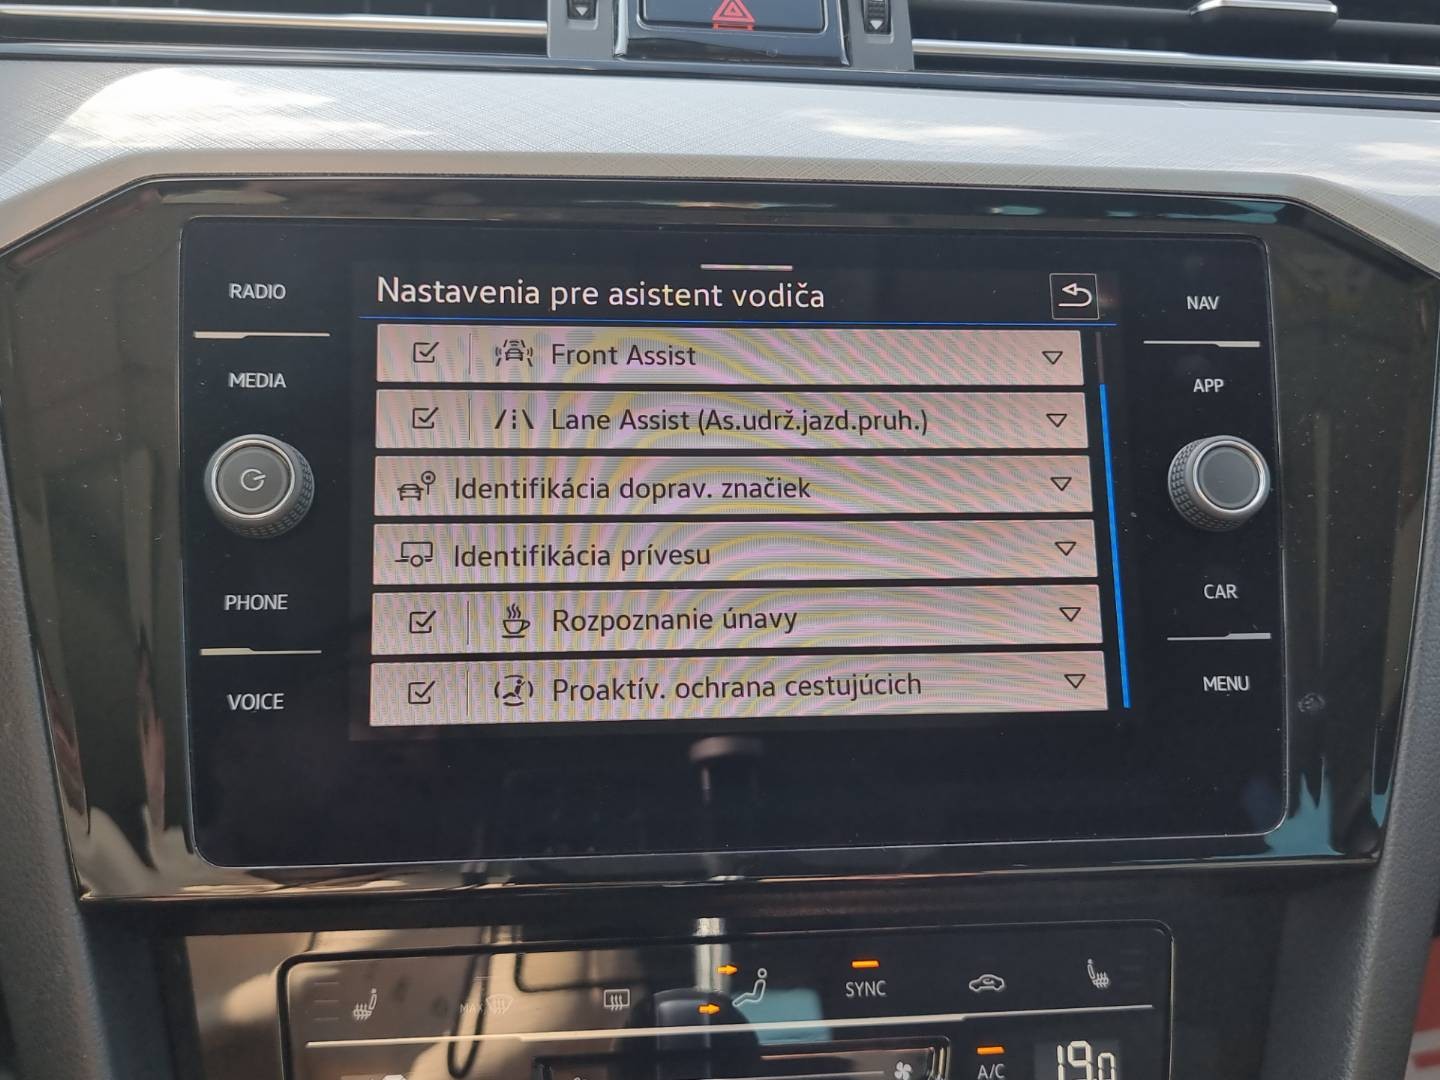 RADIO
MEDIA
PHONE
VOICE
Nastavenia pre asistent vodiča
Front Assist
Lane Assist (As.udrž.jazd.pruh.)
Identifikácia doprav. značiek
Identifikácia prívesu
Rozpoznanie únavy
Proaktív. ochrana cestujúcich
NAV
APP
CAR
MENU
MAX
SYNC
A/C
19.0